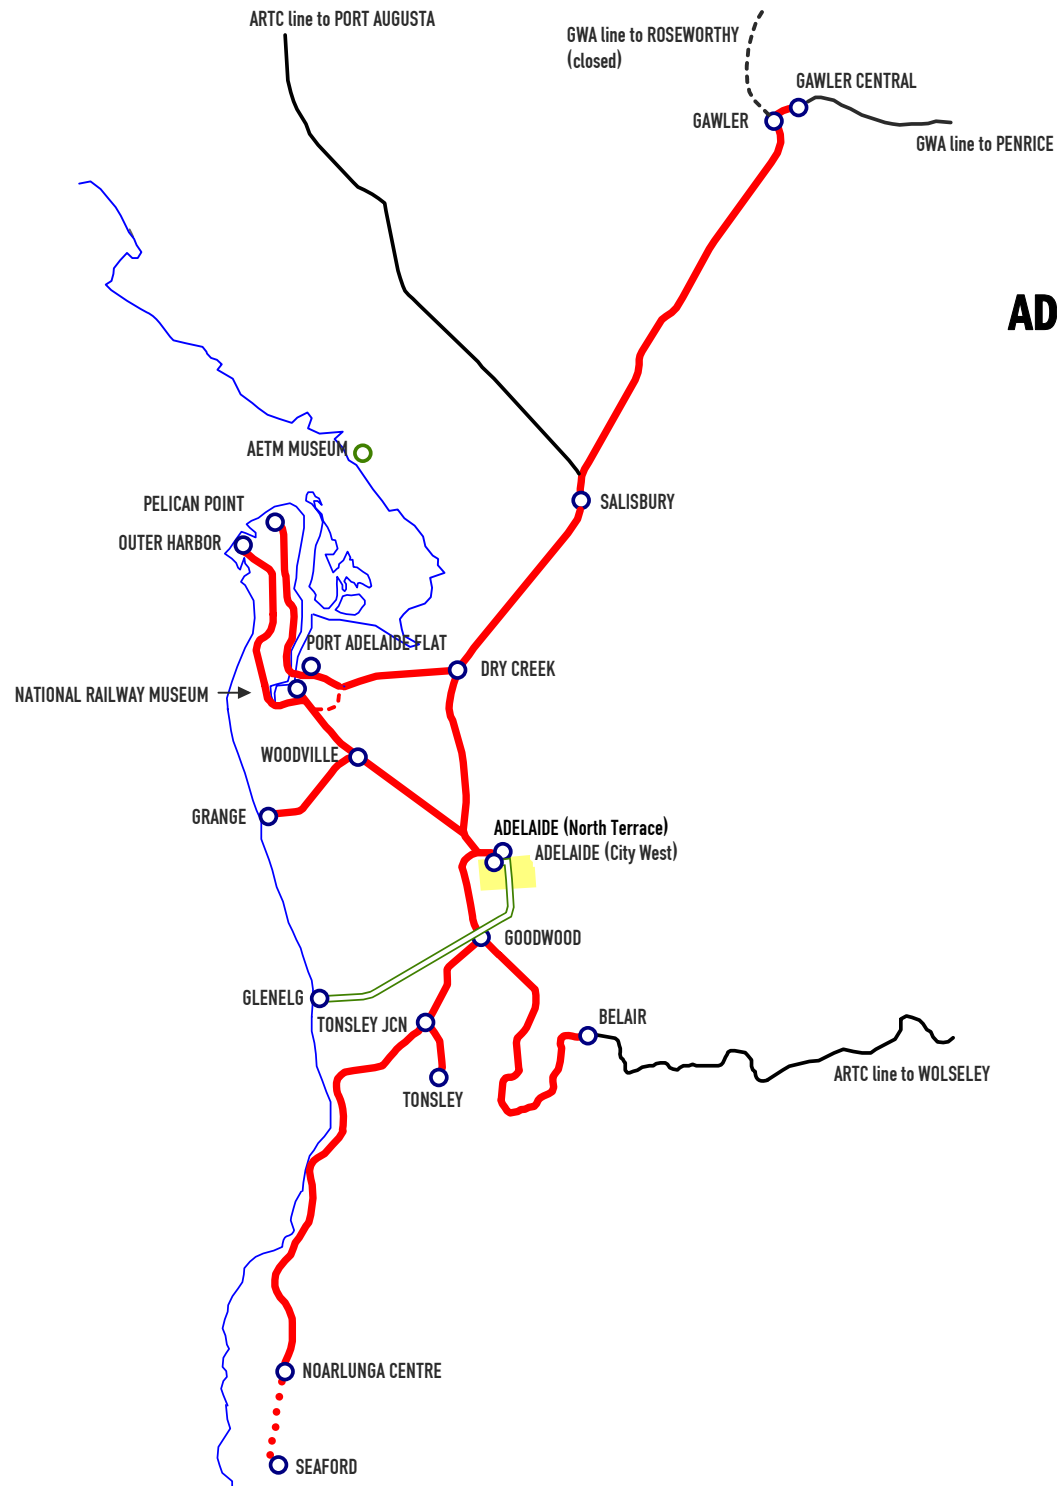 ARTC line to PORT AUGUSTA
GWA line to ROSEWORTHY
(closed)
GAWLER CENTRAL
GAWLER
GWA line to PENRICE
AD
AETM MUSEUM
PELICAN POINT
SALISBURY
OUTER HARBOR
PORT ADELAIDE FLAT
DRY CREEK
NATIONAL RAILWAY MUSEUM
WOODVILLE
GRANGE
ADELAIDE (North Terrace)
ADELAIDE (City West)
GOODWOOD
GLENELG
TONSLEY JCN
BELAIR
ARTC line to WOLSELEY
TONSLEY
NOARLUNGA CENTRE
SEAFORD